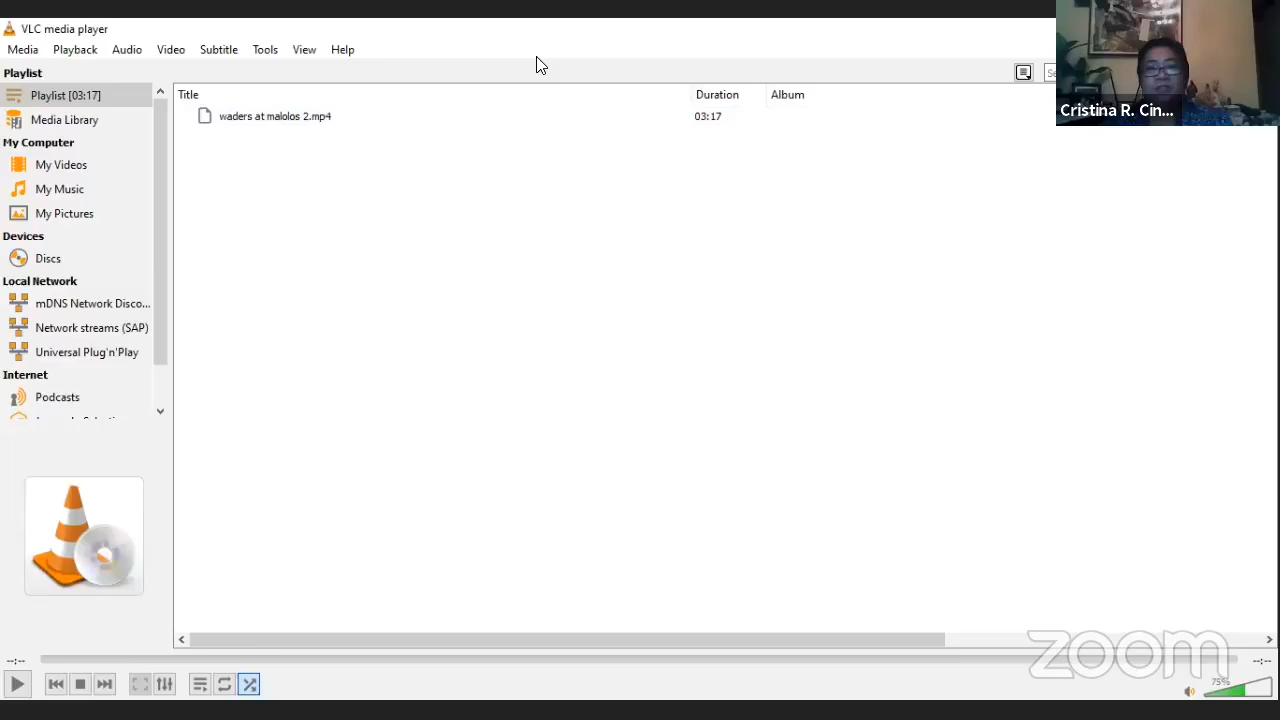 VLC media player
Media Playback Audio Video Subtitle Tools View Help
Playlist
Playlist [03:17]
Media Library
My Computer
My Videos
My Music
My Pictures
Devices
Discs
Local Network
mDNS Network Disco...
Network streams (SAP)
Universal Plug'n'Play
Internet
Podcasts
Title Duration Album
waders at malolos 2.mp4 03:17
Cristina R. Cin...
--:-- --:--
zoom
75%